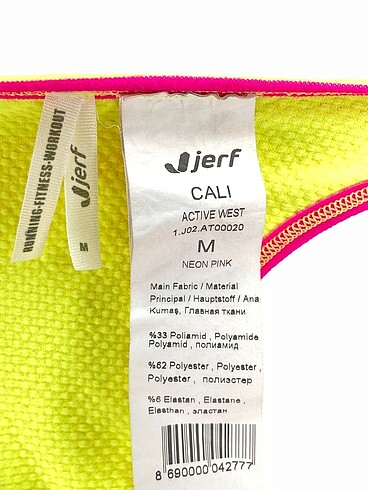 RUNNING-FITNESS-WORKOUT
jerf
M
jerf
CALI
ACTIVE WEST
1.J02.AT00020
M
NEON PINK
Main Fabric / Material
Principal / Hauptstoff / Ana
Kumaş, Главная ткани
%33 Poliamid , Polyamide
Polyamid , полиамид
%62 Polyester , Polyester ,
Polyester , полиэстер
%6 Elastan , Elastane ,
Elasthan , эластан
8 690000 042777